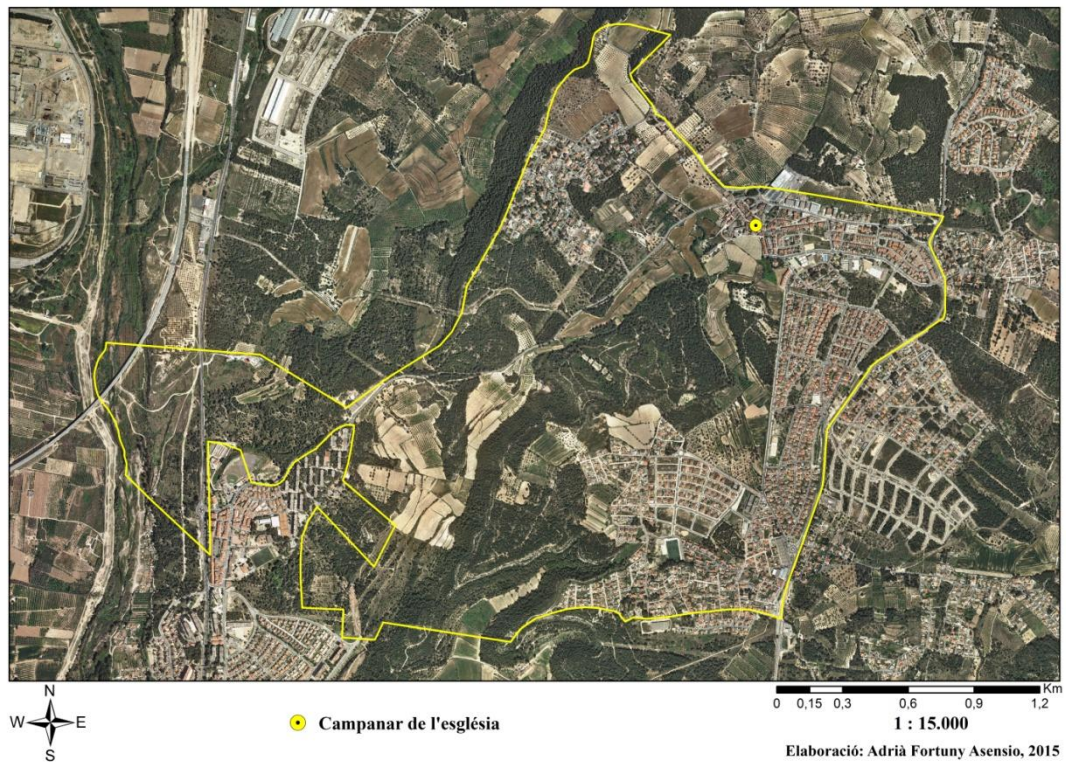 N
W E
S
Campanar de l'església
Km
0 0,15 0,3 0,6 0,9 1,2
1 : 15.000
Elaboració: Adrià Fortuny Asensio, 2015